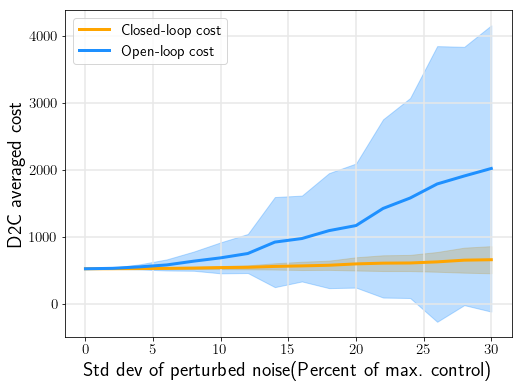 Closed-loop cost
Open-loop cost
4000
3000
2000
1000
0
D2C averaged cost
0 5 10 15 20 25 30
Std dev of perturbed noise(Percent of max. control)